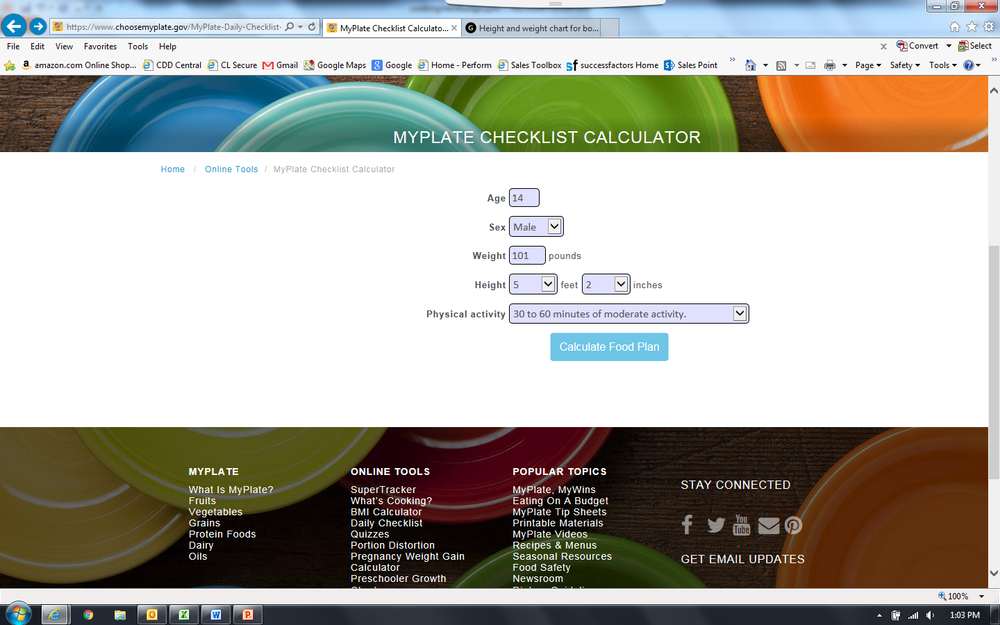 https://www.choosemyplate.gov/MyPlate-Daily-Checklist-
MyPlate Checklist Calculato...
G Height and weight chart for bo...
File Edit View Favorites Tools Help
x Convert Select
amazon.com Online Shop... CDD Central CL Secure Gmail Google Maps Google Home - Perform Sales Toolbox successfactors Home Sales Point Page Safety Tools
MYPLATE CHECKLIST CALCULATOR
Home / Online Tools / MyPlate Checklist Calculator
Age 14
Sex Male
Weight 101 pounds
Height 5 feet 2 inches
Physical activity 30 to 60 minutes of moderate activity.
Calculate Food Plan
MYPLATE
What Is MyPlate?
Fruits
Vegetables
Grains
Protein Foods
Dairy
Oils
ONLINE TOOLS
SuperTracker
What's Cooking?
BMI Calculator
Daily Checklist
Quizzes
Portion Distortion
Pregnancy Weight Gain
Calculator
Preschooler Growth
POPULAR TOPICS
MyPlate, MyWins
Eating On A Budget
MyPlate Tip Sheets
Printable Materials
MyPlate Videos
Recipes & Menus
Seasonal Resources
Food Safety
Newsroom
STAY CONNECTED
You
Tube
GET EMAIL UPDATES
100%
1:03 PM